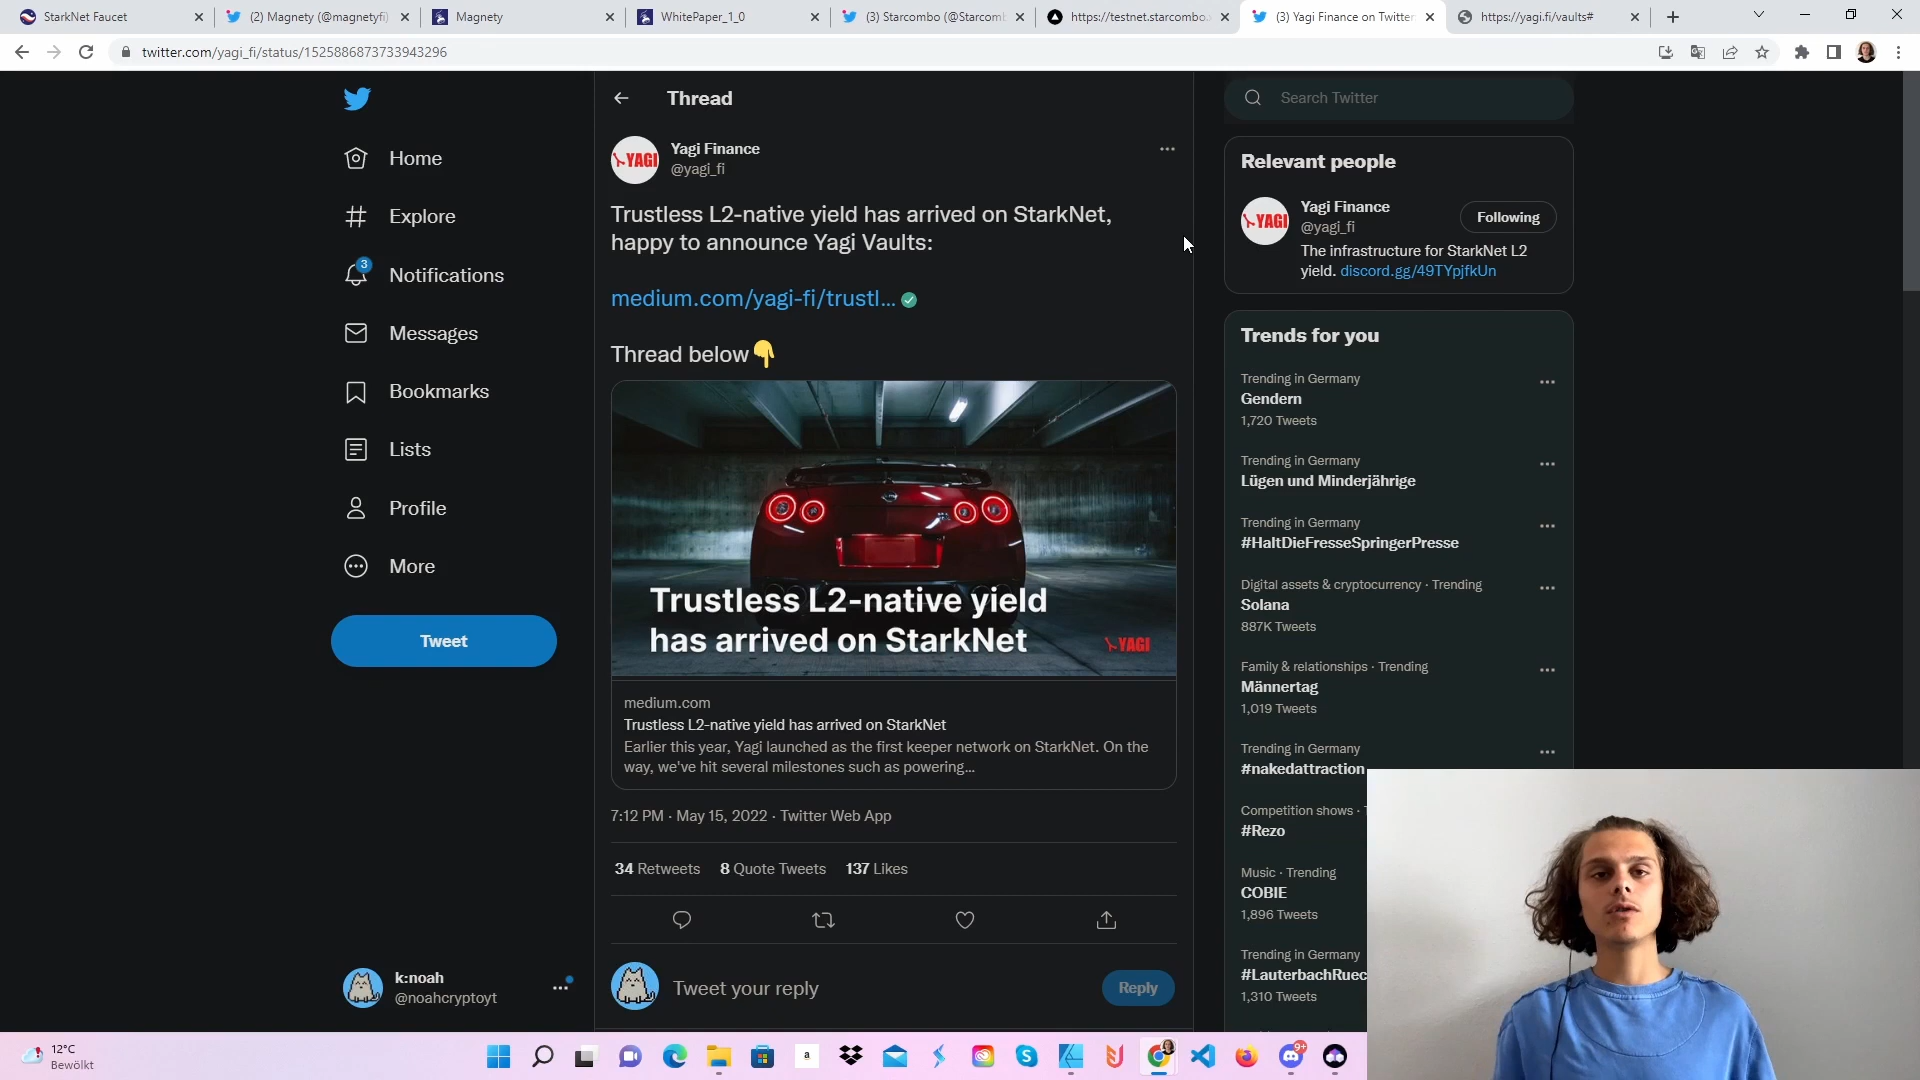 StarkNet Faucet
(2) Magnety (@magnetyfi)
Magnety
WhitePaper_1_0
(3) Starcombo (@Starcom
https://testnet.starcombo
(3) Yagi Finance on Twitter
https://yagi.fi/vaults#
twitter.com/yagi_fi/status/1525886873733943296
Home
Explore
3
Notifications
Messages
Bookmarks
Lists
Profile
More
Tweet
k:noah
@noahcryptoyt
Thread
YAGI
Yagi Finance
@yagi_fi
Trustless L2-native yield has arrived on StarkNet,
happy to announce Yagi Vaults:
medium.com/yagi-fi/trustl...
Thread below
Trustless L2-native yield
has arrived on StarkNet
YAGI
medium.com
Trustless L2-native yield has arrived on StarkNet
Earlier this year, Yagi launched as the first keeper network on StarkNet. On the
way, we've hit several milestones such as powering...
7:12 PM · May 15, 2022 · Twitter Web App
34 Retweets 8 Quote Tweets 137 Likes
Tweet your reply
Reply
Search Twitter
Relevant people
YAGI
Yagi Finance
@yagi_fi
Following
The infrastructure for StarkNet L2
yield. discord.gg/49TYpjfkUn
Trends for you
Trending in Germany
Gendern
1,720 Tweets
Trending in Germany
Lügen und Minderjährige
Trending in Germany
#HaltDieFresseSpringerPresse
Digital assets & cryptocurrency · Trending
Solana
887K Tweets
Family & relationships · Trending
Männertag
1,019 Tweets
Trending in Germany
#nakedattraction
Competition shows · T
#Rezo
Music · Trending
COBIE
1,896 Tweets
Trending in Germany
#LauterbachRuec
1,310 Tweets
12°C
Bewölkt
a
9+